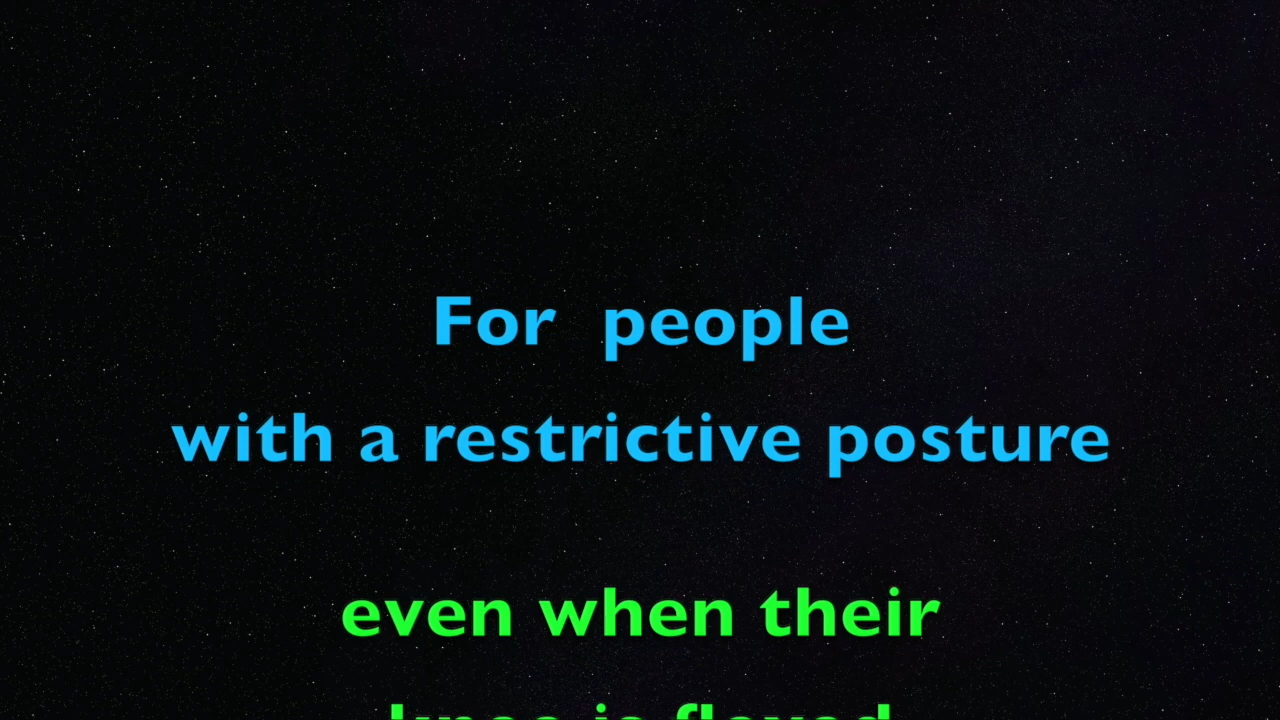 For  people
with a restrictive posture
even when their
knee is flexed